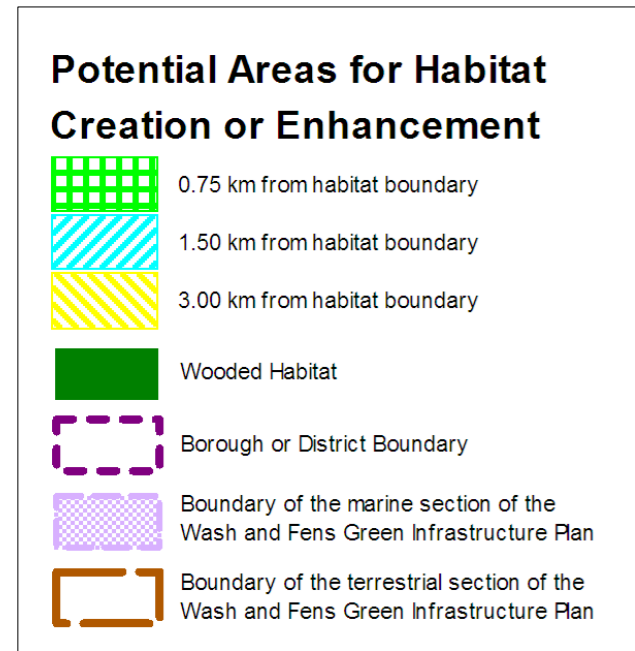 Potential Areas for Habitat
Creation or Enhancement
0.75 km from habitat boundary
1.50 km from habitat boundary
3.00 km from habitat boundary
Wooded Habitat
Borough or District Boundary
Boundary of the marine section of the
Wash and Fens Green Infrastructure Plan
Boundary of the terrestrial section of the
Wash and Fens Green Infrastructure Plan